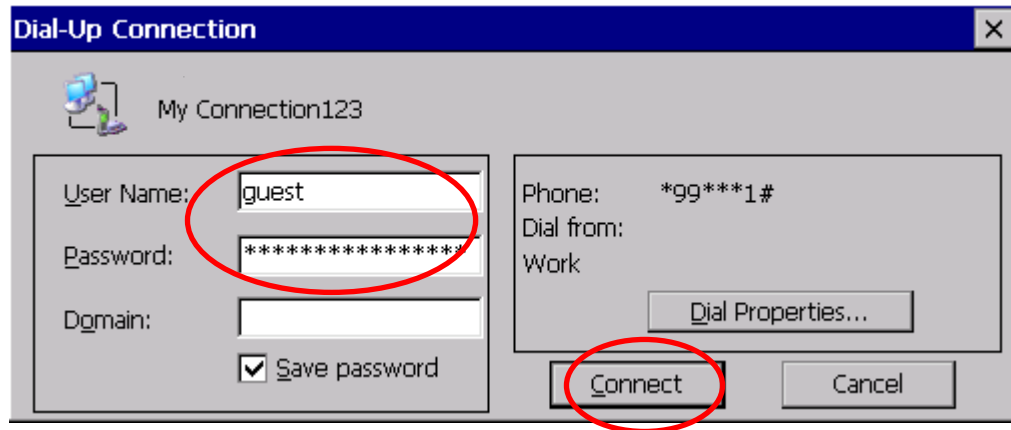 Dial-Up Connection
My Connection123
User Name: guest
Password: ****************
Domain:
Save password
Phone: *99***1#
Dial from:
Work
Dial Properties...
Connect Cancel